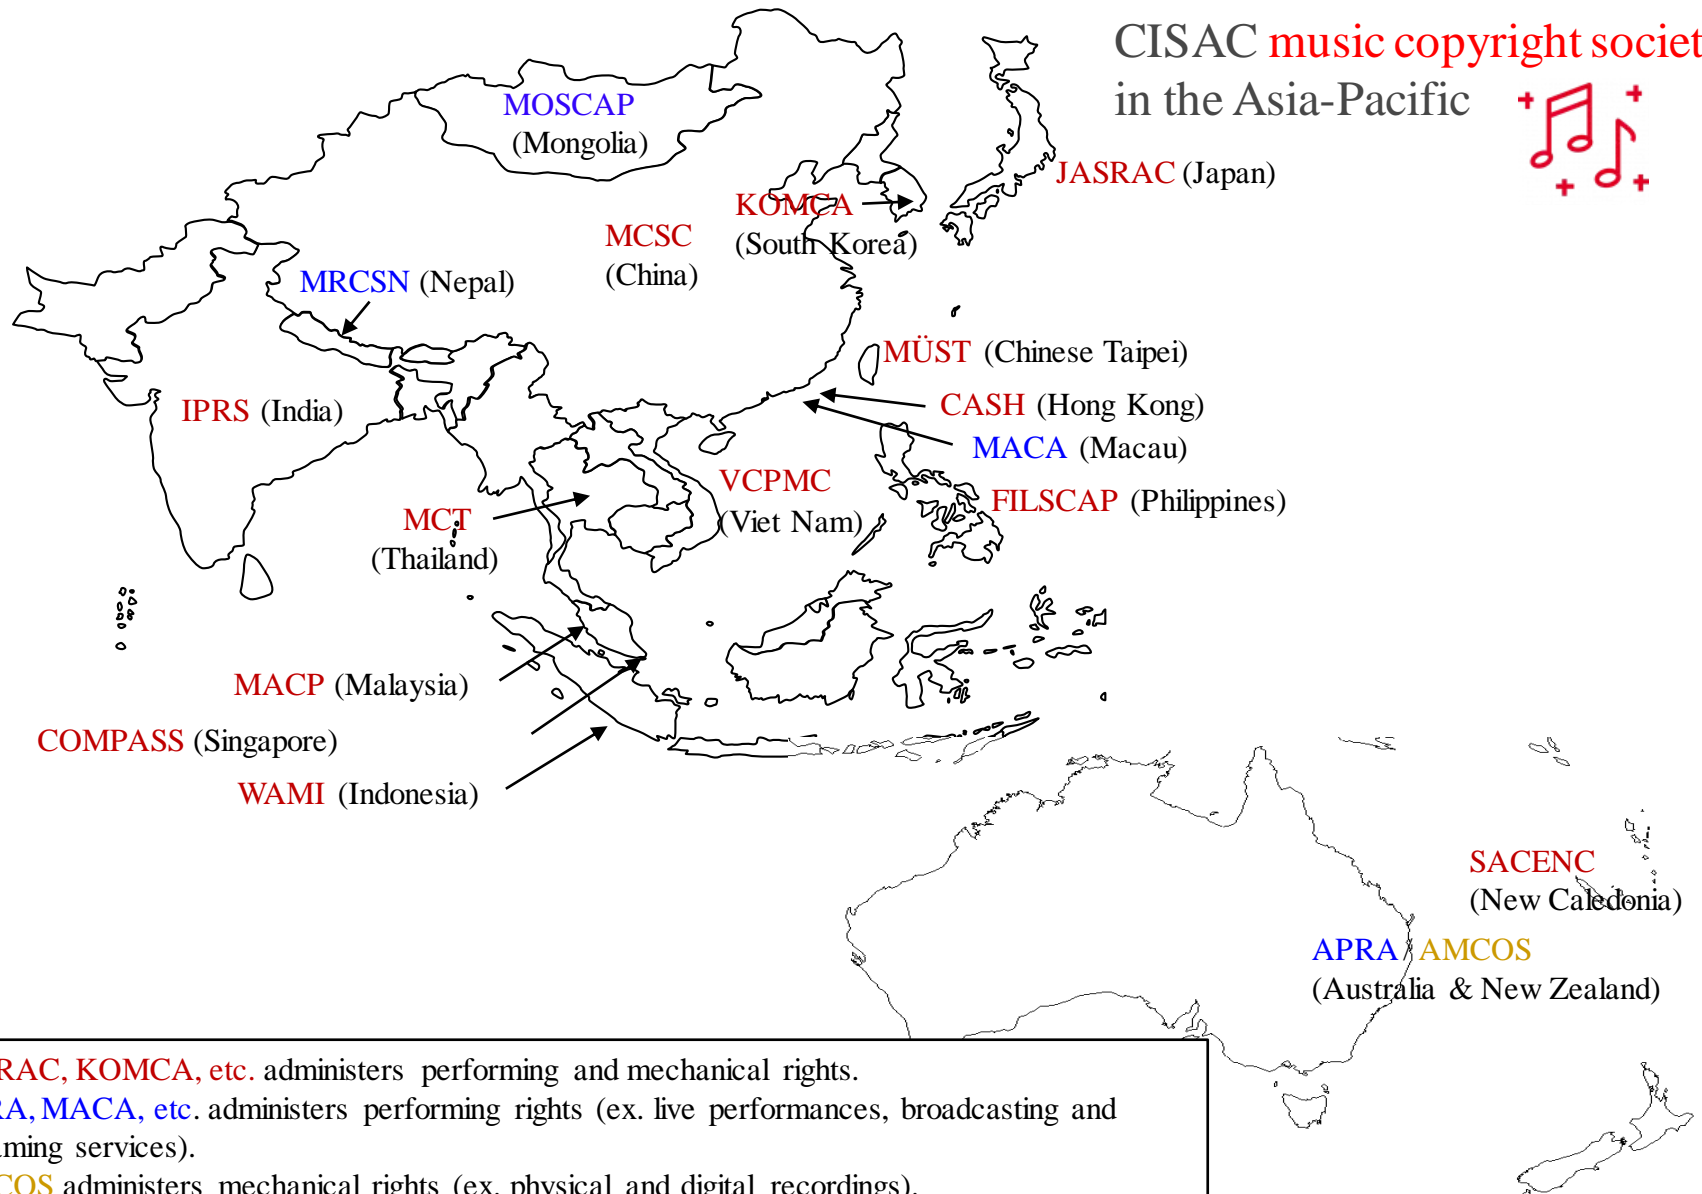 CISAC music copyright societ
in the Asia-Pacific
MOSCAP
(Mongolia)
JASRAC (Japan)
KOMCA
(South Korea)
MCSC
(China)
MRCSN (Nepal)
MÜST (Chinese Taipei)
IPRS (India)
CASH (Hong Kong)
MACA (Macau)
VCPMC
(Viet Nam)
FILSCAP (Philippines)
MCT
(Thailand)
MACP (Malaysia)
COMPASS (Singapore)
WAMI (Indonesia)
SACENC
(New Caledonia)
APRA / AMCOS
(Australia & New Zealand)
RAC, KOMCA, etc. administers performing and mechanical rights.
RA, MACA, etc. administers performing rights (ex. live performances, broadcasting and
ming services).
COS administers mechanical rights (ex. physical and digital recordings).